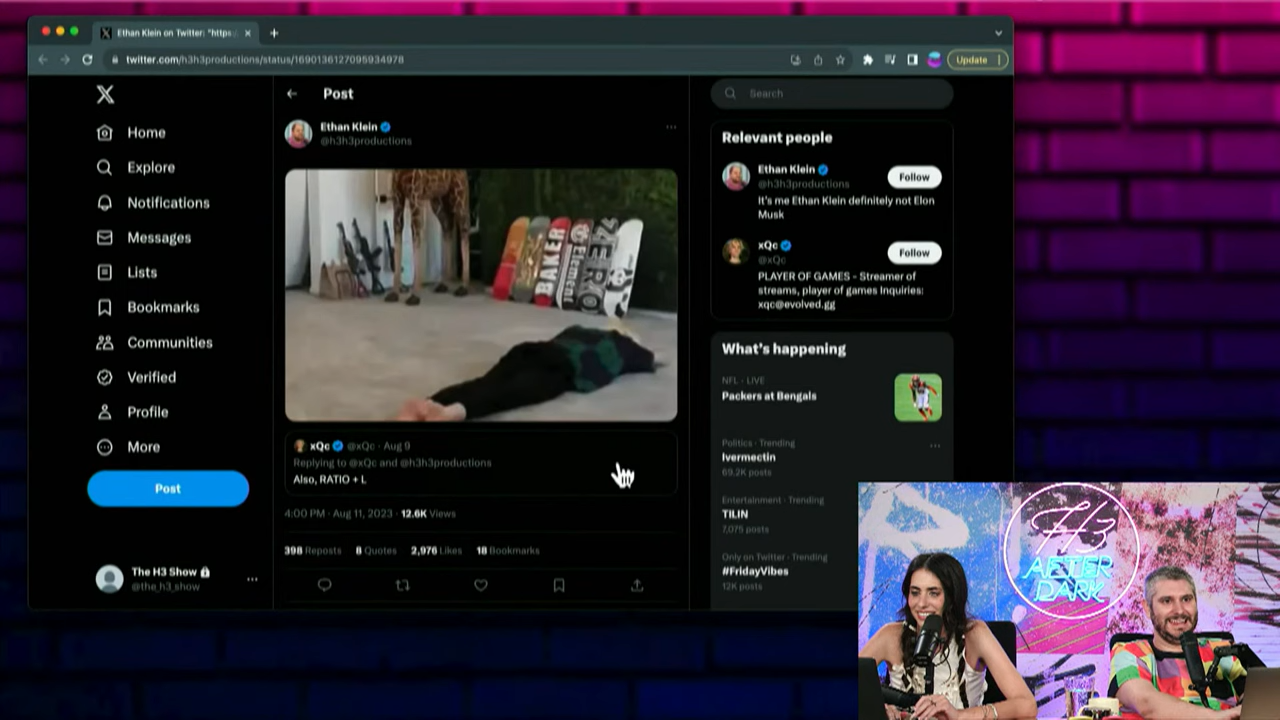 Ethan Klein on Twitter: "https:/
twitter.com/h3h3productions/status/1690136127095934978
Update
X
Home
Explore
Notifications
Messages
Lists
Bookmarks
Communities
Verified
Profile
More
Post
The H3 Show
@the_h3_show
Post
Ethan Klein
@h3h3productions
BAKER
Element
ZERO
xQc @xQc · Aug 9
Replying to @xQc and @h3h3productions
Also, RATIO + L
4:00 PM · Aug 11, 2023 · 12.6K Views
398 Reposts 8 Quotes 2,976 Likes 18 Bookmarks
Search
Relevant people
Ethan Klein
@h3h3productions
Follow
It's me Ethan Klein definitely not Elon
Musk
xQc
@xQc
Follow
PLAYER OF GAMES - Streamer of
streams, player of games Inquiries:
xqc@evolved.gg
What's happening
NFL · LIVE
Packers at Bengals
Politics · Trending
Ivermectin
69.2K posts
Entertainment · Trending
TILIN
7,075 posts
Only on Twitter · Trending
#FridayVibes
12K posts
H3
AFTER
DARK